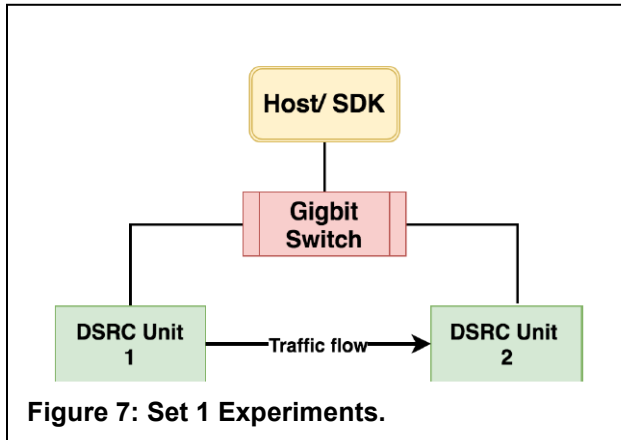 Host/ SDK
Gigbit
Switch
DSRC Unit
1
Traffic flow
DSRC Unit
2
Figure 7: Set 1 Experiments.